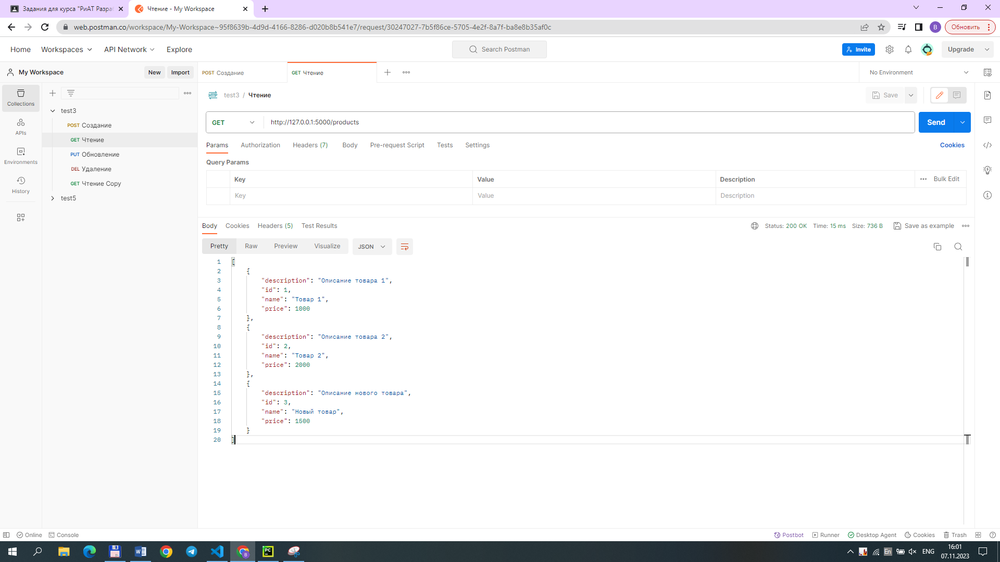 Задания для курса "РиАТ Разра
Чтение - My Workspace
web.postman.co/workspace/My-Workspace~95f8639b-4d9d-4166-8286-d020b8b541e7/request/30247027-7b5f86ce-5705-4e2f-8a7f-ba8e8b35af0c
B
Обновить
Home
Workspaces
API Network
Explore
Search Postman
Invite
Upgrade
My Workspace
New
Import
POST Создание
GET Чтение
No Environment
Collections
APIs
Environments
History
test3
POST Создание
GET Чтение
PUT Обновление
DEL Удаление
GET Чтение Copy
test5
HTTP test3 / Чтение
Save
GET
http://127.0.0.1:5000/products
Send
Params
Authorization
Headers (7)
Body
Pre-request Script
Tests
Settings
Cookies
Query Params
Key
Value
Description
Bulk Edit
Key
Value
Description
Body
Cookies
Headers (5)
Test Results
Status: 200 OK
Time: 15 ms
Size: 736 B
Save as example
Pretty
Raw
Preview
Visualize
JSON
1 [
2 {
3 "description": "Описание товара 1",
4 "id": 1,
5 "name": "Товар 1",
6 "price": 1000
7 },
8 {
9 "description": "Описание товара 2",
10 "id": 2,
11 "name": "Товар 2",
12 "price": 2000
13 },
14 {
15 "description": "Описание нового товара",
16 "id": 3,
17 "name": "Новый товар",
18 "price": 1500
19 }
20 ]
Online
Console
Postbot
Runner
Desktop Agent
Cookies
Trash
En
ENG
16:01
07.11.2023